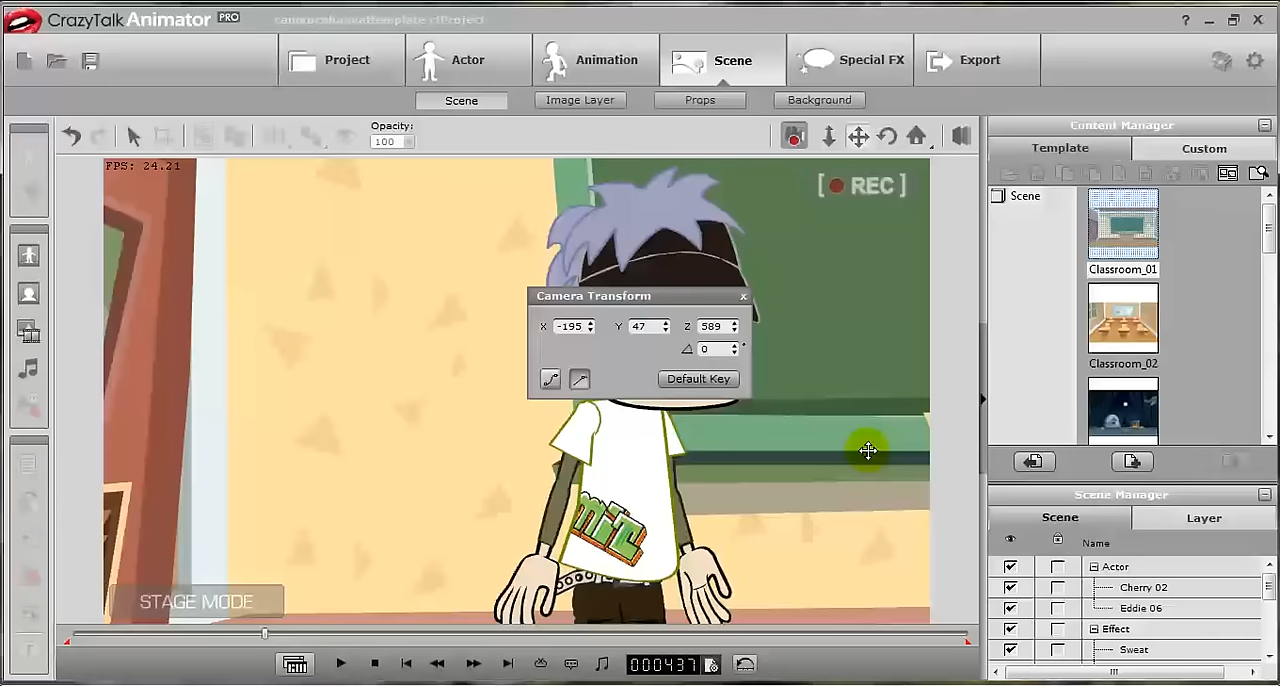 CrazyTalk Animator PRO
Project
Actor
Animation
Scene
Special FX
Export
Scene
Image Layer
Props
Background
Opacity:
100
FPS: 24.21
[ REC ]
Camera Transform x
X -195 Y 47 Z 589
0 °
Default Key
mic
STAGE MODE
000437
Content Manager
Template
Custom
Scene
Classroom_01
Classroom_02
Scene Manager
Scene
Layer
Name
Actor
Cherry 02
Eddie 06
Effect
Sweat